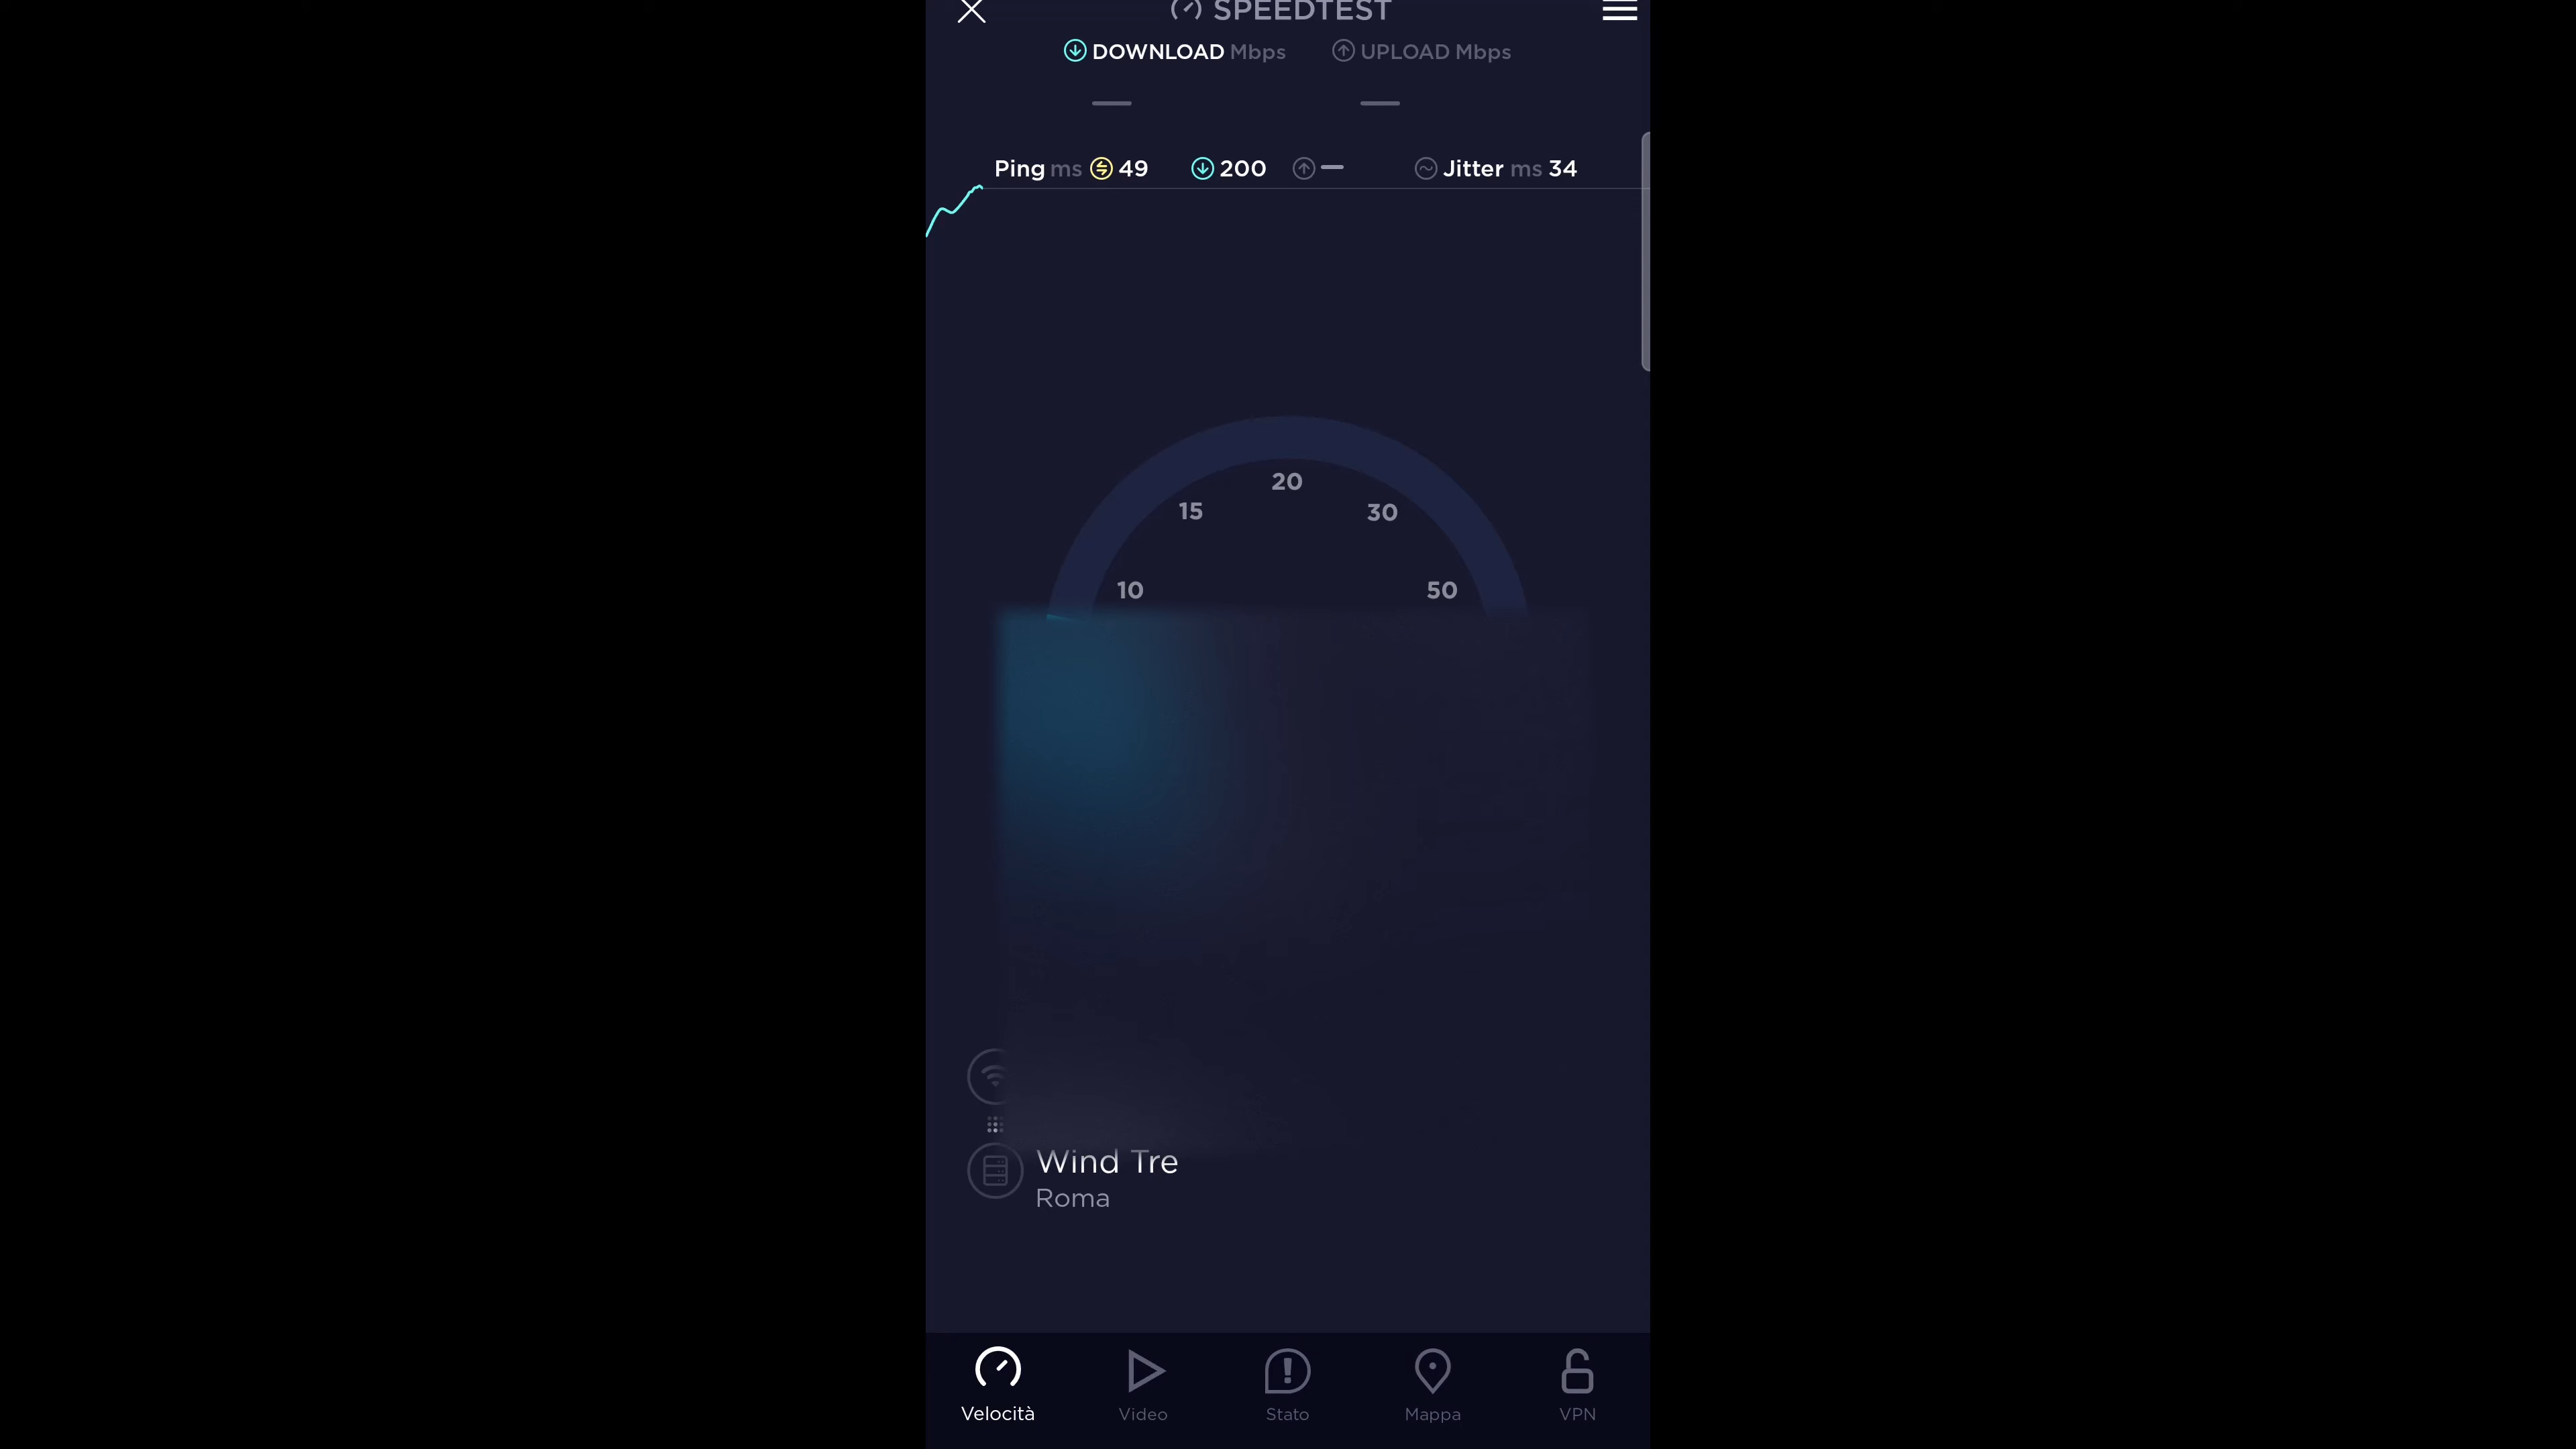 SPEEDTEST
DOWNLOAD Mbps UPLOAD Mbps
Ping ms 49 200 Jitter ms 34
20
15 30
10 50
Wind Tre
Roma
Velocità Video Stato Mappa VPN